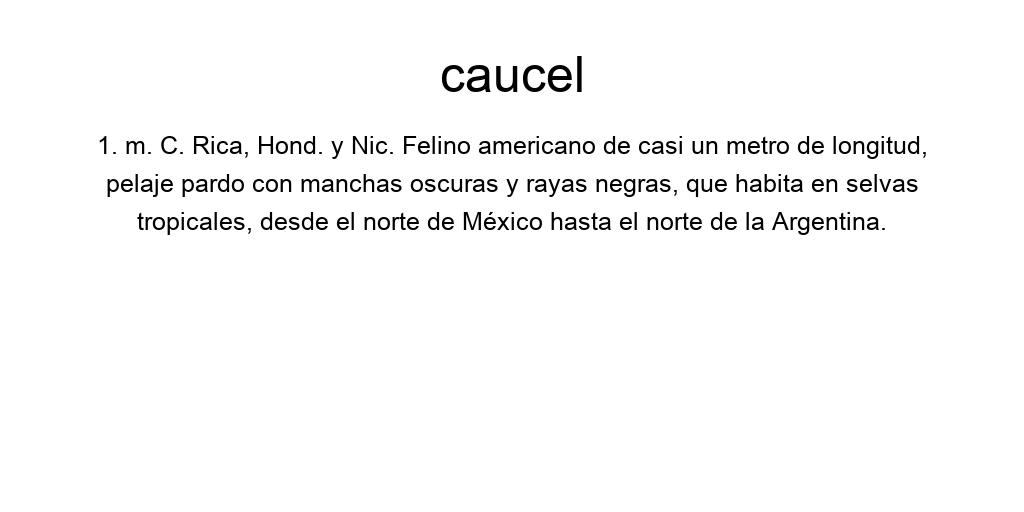 caucel
1. m. C. Rica, Hond. y Nic. Felino americano de casi un metro de longitud,
pelaje pardo con manchas oscuras y rayas negras, que habita en selvas
tropicales, desde el norte de México hasta el norte de la Argentina.